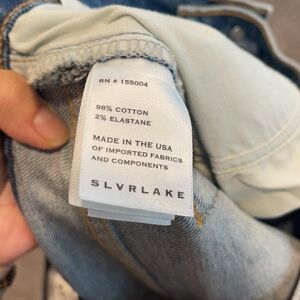 RN # 155004
98% COTTON
2% ELASTANE
MADE IN THE USA
OF IMPORTED FABRICS
AND COMPONENTS
SLVRLAKE